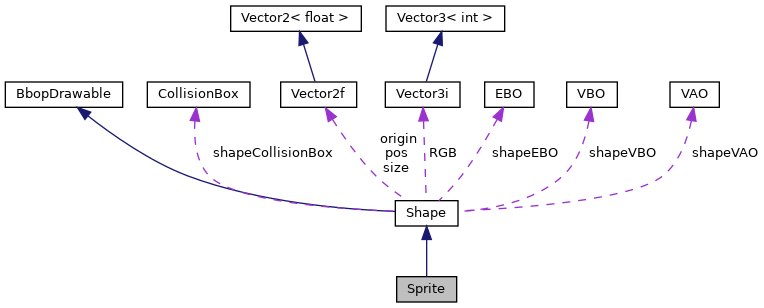 Vector2< float >
Vector3< int >
BbopDrawable
CollisionBox
Vector2f
Vector3i
EBO
VBO
VAO
origin
pos
size
shapeCollisionBox
RGB
shapeEBO
shapeVBO
shapeVAO
Shape
Sprite